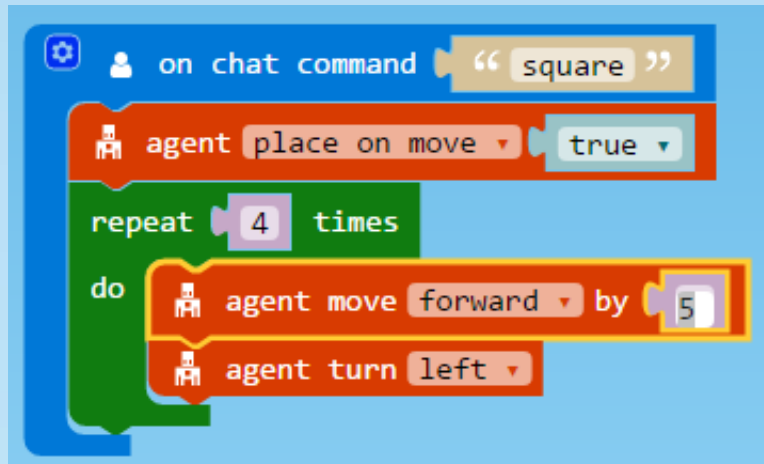 on chat command “ square ”
agent place on move true
repeat 4 times
do
agent move forward by 5
agent turn left